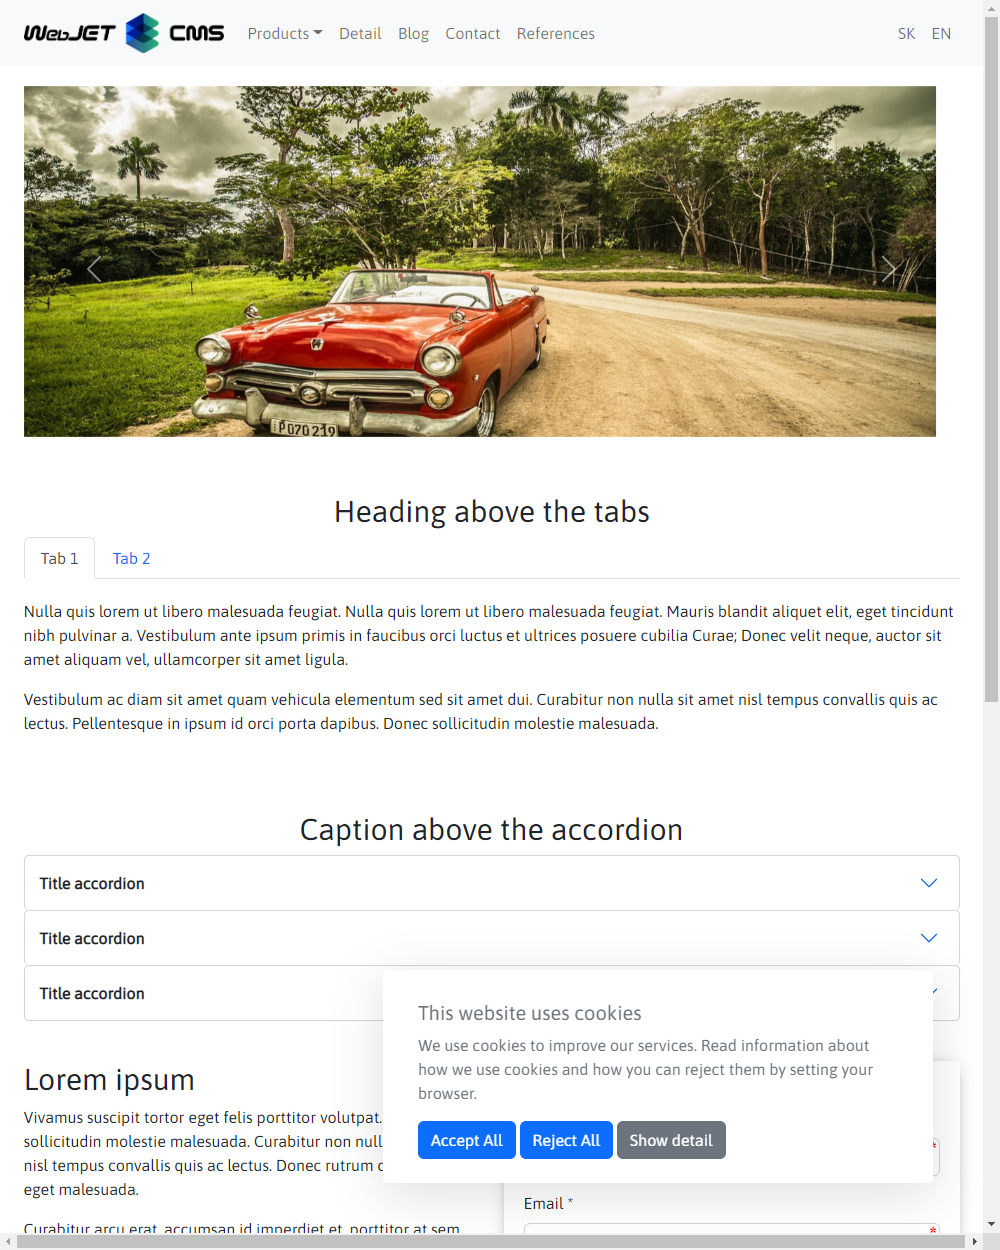 WebJET CMS
Products Detail Blog Contact References SK EN
P 070 219
Heading above the tabs
Tab 1 Tab 2
Nulla quis lorem ut libero malesuada feugiat. Nulla quis lorem ut libero malesuada feugiat. Mauris blandit aliquet elit, eget tincidunt
nibh pulvinar a. Vestibulum ante ipsum primis in faucibus orci luctus et ultrices posuere cubilia Curae; Donec velit neque, auctor sit
amet aliquam vel, ullamcorper sit amet ligula.
Vestibulum ac diam sit amet quam vehicula elementum sed sit amet dui. Curabitur non nulla sit amet nisl tempus convallis quis ac
lectus. Pellentesque in ipsum id orci porta dapibus. Donec sollicitudin molestie malesuada.
Caption above the accordion
Title accordion
Title accordion
Title accordion
This website uses cookies
We use cookies to improve our services. Read information about
how we use cookies and how you can reject them by setting your
browser.
Accept All Reject All Show detail
Lorem ipsum
Vivamus suscipit tortor eget felis porttitor volutpat.
sollicitudin molestie malesuada. Curabitur non null
nisl tempus convallis quis ac lectus. Donec rutrum
eget malesuada.
Curabitur arcu erat, accumsan id imperdiet et, porttitor at sem
*
Email *
*